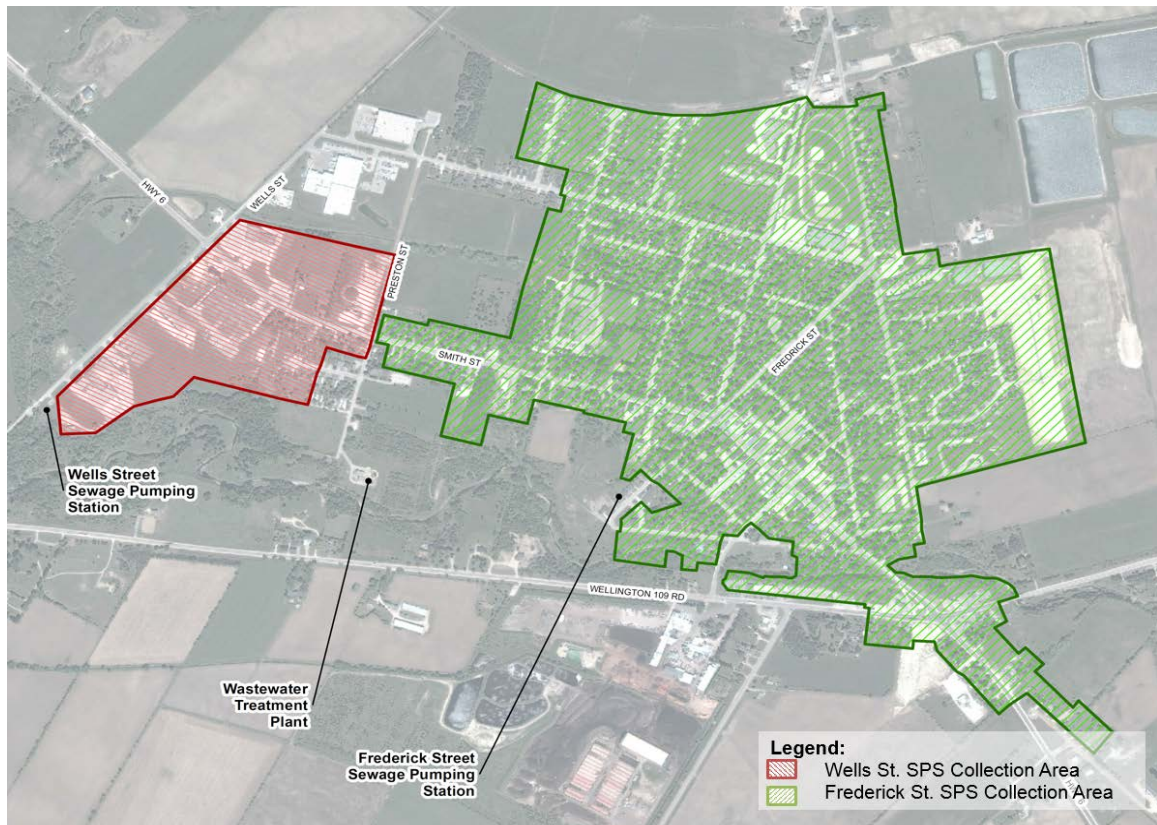 HWY 6
WELLS ST
PRESTON ST
SMITH ST
FREDRICK ST
Wells Street
Sewage Pumping
Station
WELLINGTON 109 RD
Wastewater
Treatment
Plant
Frederick Street
Sewage Pumping
Station
Legend:
Wells St. SPS Collection Area
Frederick St. SPS Collection Area